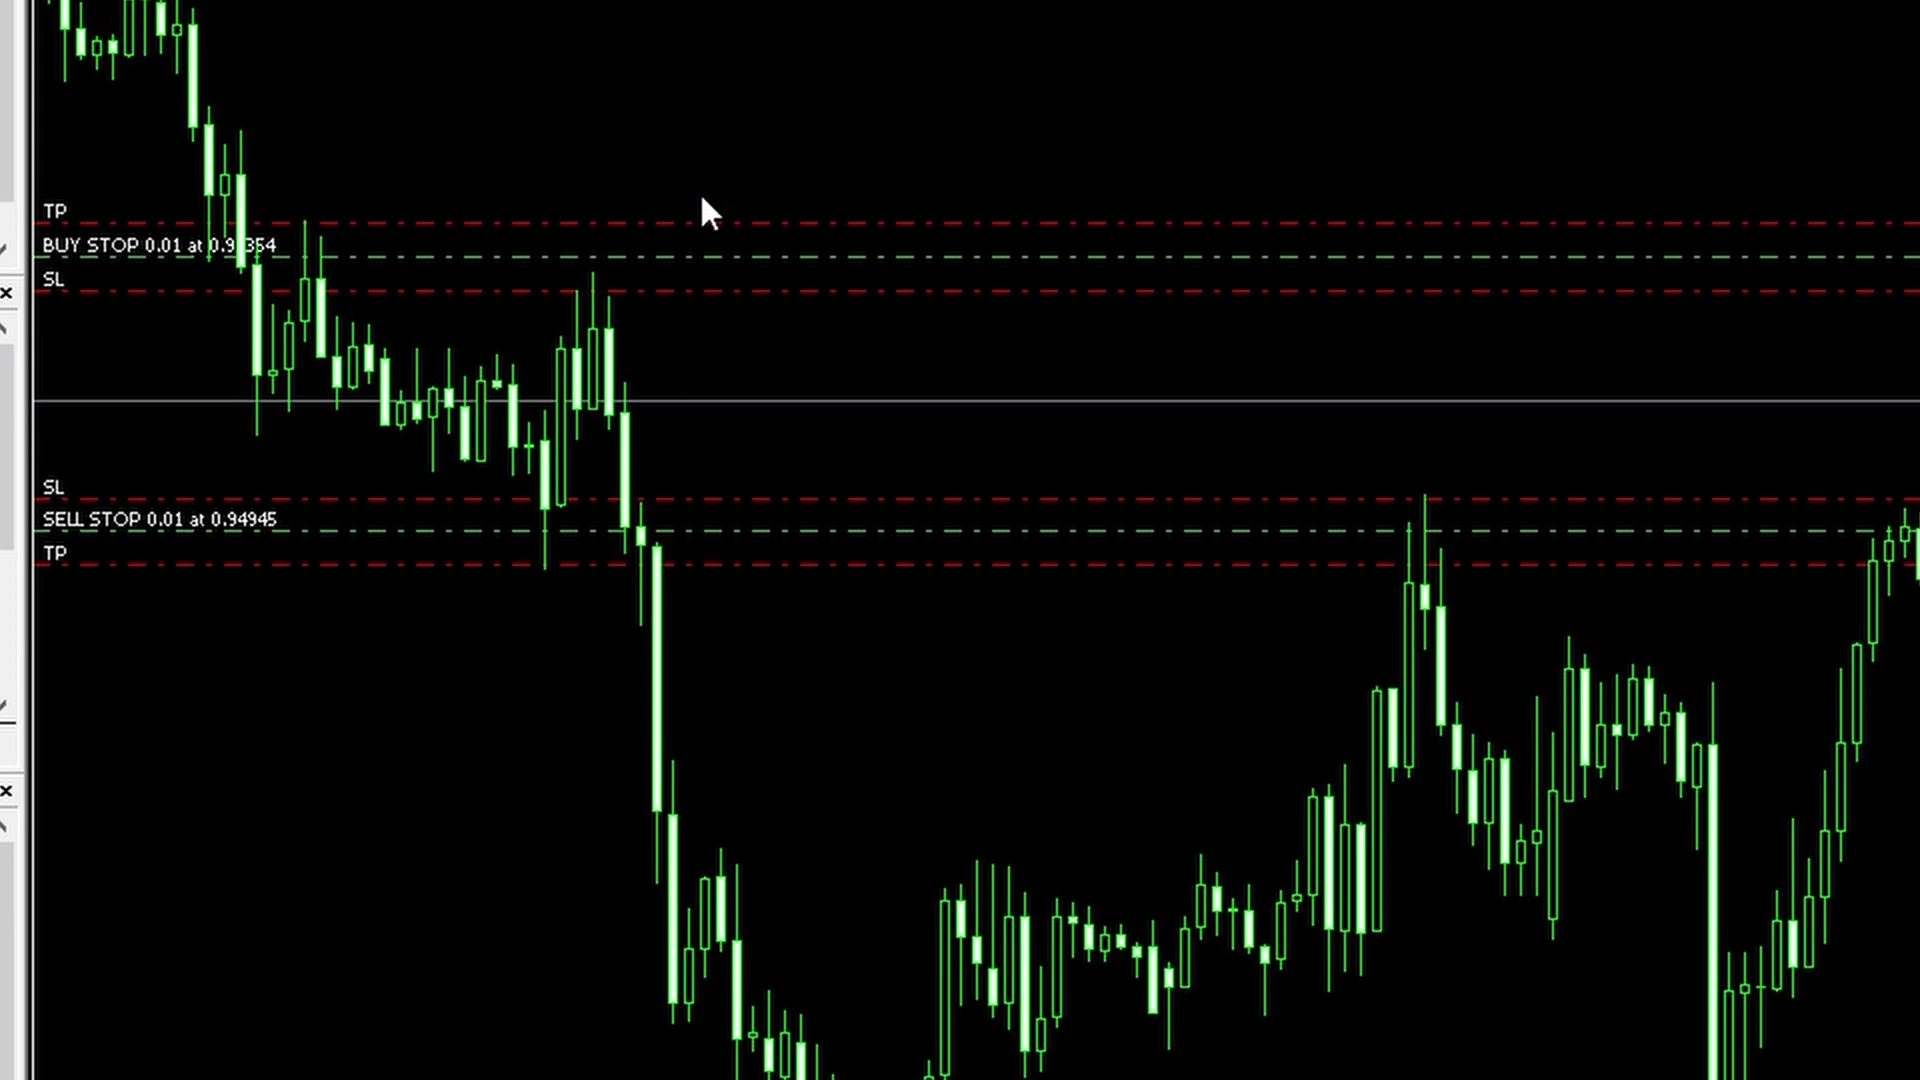 TP
BUY STOP 0.01 at
SL
SL
SELL STOP 0.01 at 0.94945
TP